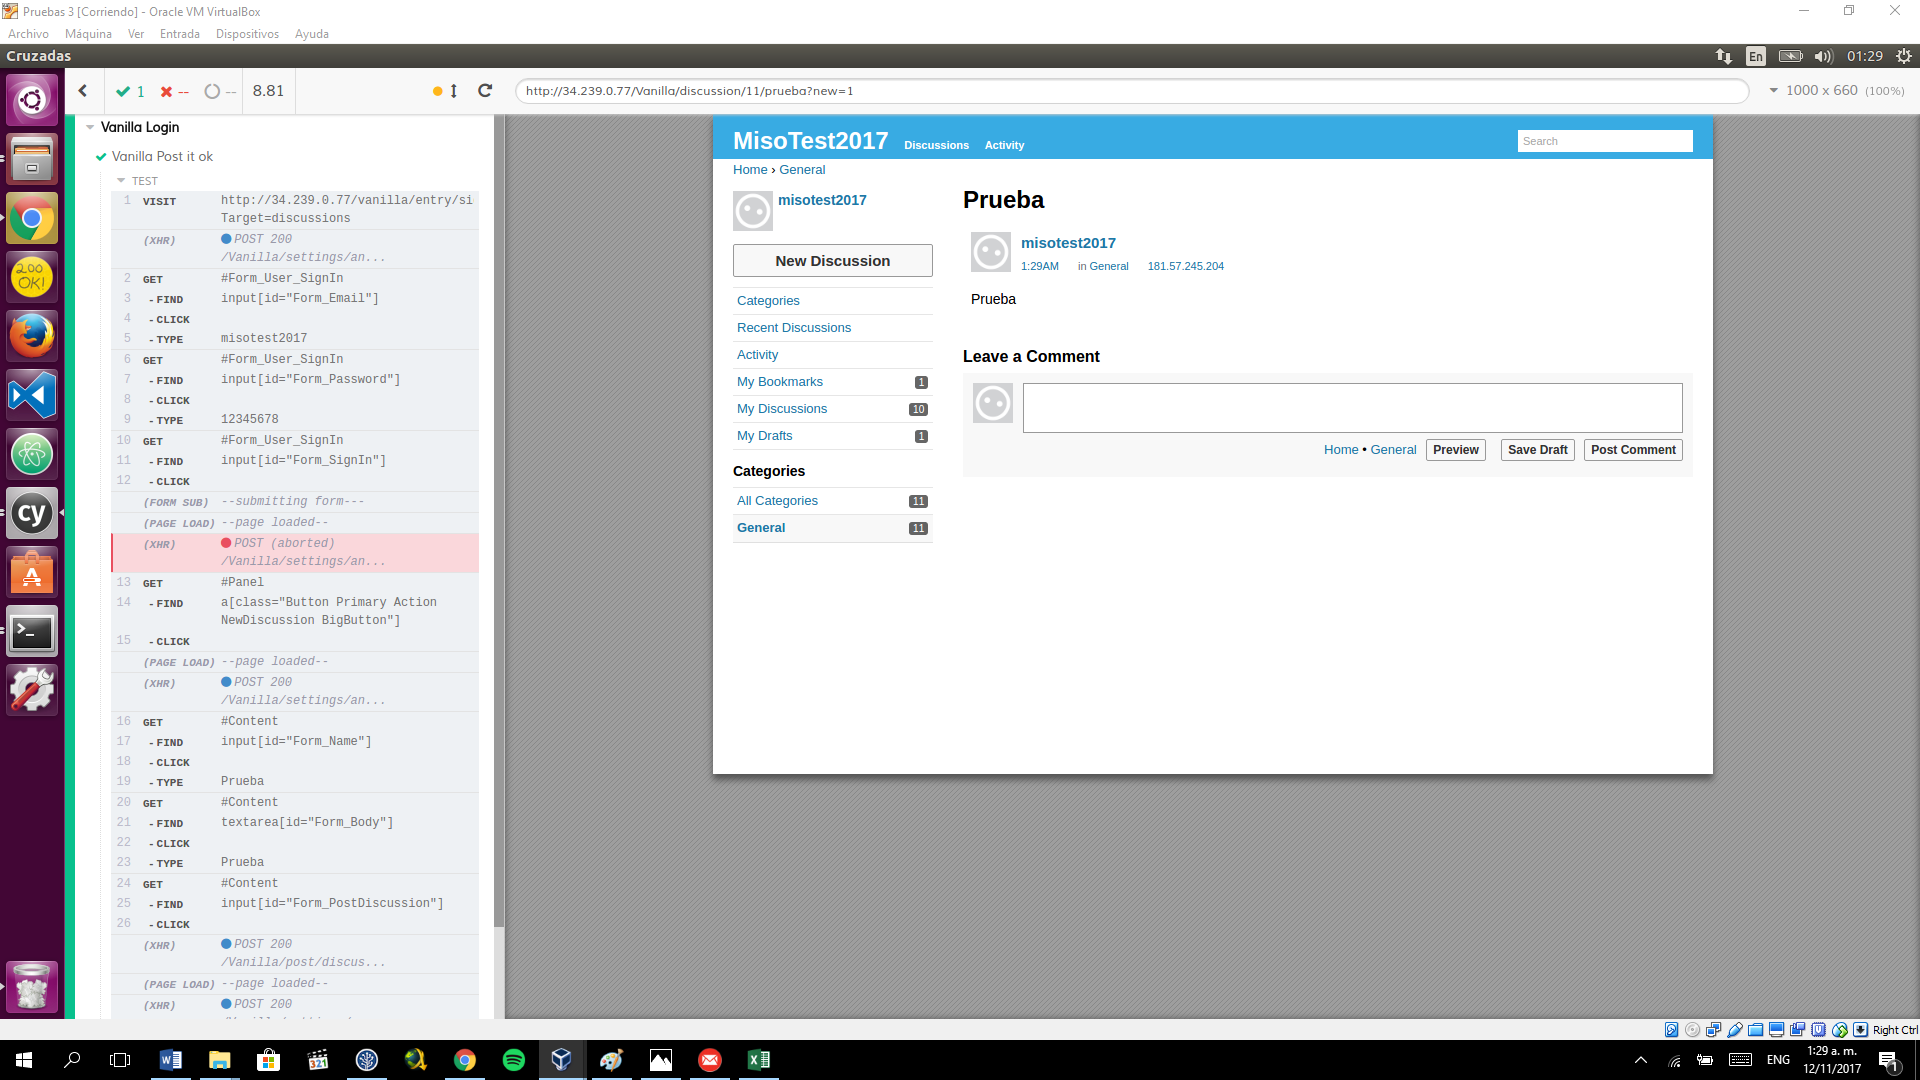 Pruebas 3 [Corriendo] - Oracle VM VirtualBox
Archivo Máquina Ver Entrada Dispositivos Ayuda
Cruzadas
En
01:29
1
--
--
8.81
http://34.239.0.77/Vanilla/discussion/11/prueba?new=1
1000 x 660 (100%)
200 OK!
cy
Vanilla Login
Vanilla Post it ok
TEST
1 VISIT http://34.239.0.77/vanilla/entry/si
Target=discussions
(XHR) POST 200
/Vanilla/settings/an...
2 GET #Form_User_SignIn
3 - FIND input[id="Form_Email"]
4 - CLICK
5 - TYPE misotest2017
6 GET #Form_User_SignIn
7 - FIND input[id="Form_Password"]
8 - CLICK
9 - TYPE 12345678
10 GET #Form_User_SignIn
11 - FIND input[id="Form_SignIn"]
12 - CLICK
(FORM SUB) --submitting form---
(PAGE LOAD) --page loaded--
(XHR) POST (aborted)
/Vanilla/settings/an...
13 GET #Panel
14 - FIND a[class="Button Primary Action
NewDiscussion BigButton"]
15 - CLICK
(PAGE LOAD) --page loaded--
(XHR) POST 200
/Vanilla/settings/an...
16 GET #Content
17 - FIND input[id="Form_Name"]
18 - CLICK
19 - TYPE Prueba
20 GET #Content
21 - FIND textarea[id="Form_Body"]
22 - CLICK
23 - TYPE Prueba
24 GET #Content
25 - FIND input[id="Form_PostDiscussion"]
26 - CLICK
(XHR) POST 200
/Vanilla/post/discus...
(PAGE LOAD) --page loaded--
(XHR) POST 200
MisoTest2017 Discussions Activity
Search
Home › General
misotest2017
New Discussion
Categories
Recent Discussions
Activity
My Bookmarks 1
My Discussions 10
My Drafts 1
Categories
All Categories 11
General 11
Prueba
misotest2017
1:29AM in General 181.57.245.204
Prueba
Leave a Comment
Home • General Preview Save Draft Post Comment
Right Ctrl
ENG
1:29 a. m.
12/11/2017
1